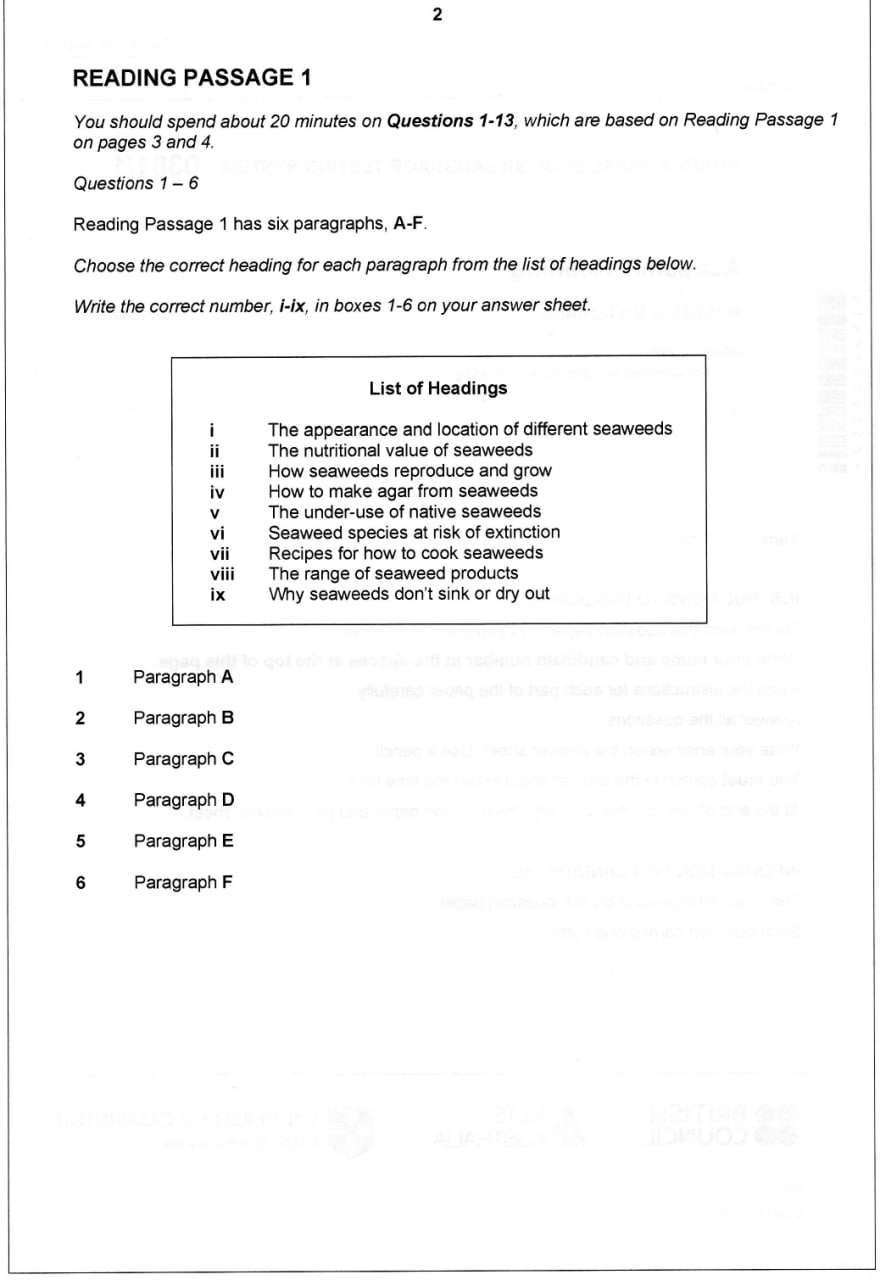 2
READING PASSAGE 1
You should spend about 20 minutes on Questions 1-13, which are based on Reading Passage 1
on pages 3 and 4.
Questions 1 – 6
Reading Passage 1 has six paragraphs, A-F.
Choose the correct heading for each paragraph from the list of headings below.
Write the correct number, i-ix, in boxes 1-6 on your answer sheet.
List of Headings
i The appearance and location of different seaweeds
ii The nutritional value of seaweeds
iii How seaweeds reproduce and grow
iv How to make agar from seaweeds
v The under-use of native seaweeds
vi Seaweed species at risk of extinction
vii Recipes for how to cook seaweeds
viii The range of seaweed products
ix Why seaweeds don't sink or dry out
1 Paragraph A
2 Paragraph B
3 Paragraph C
4 Paragraph D
5 Paragraph E
6 Paragraph F